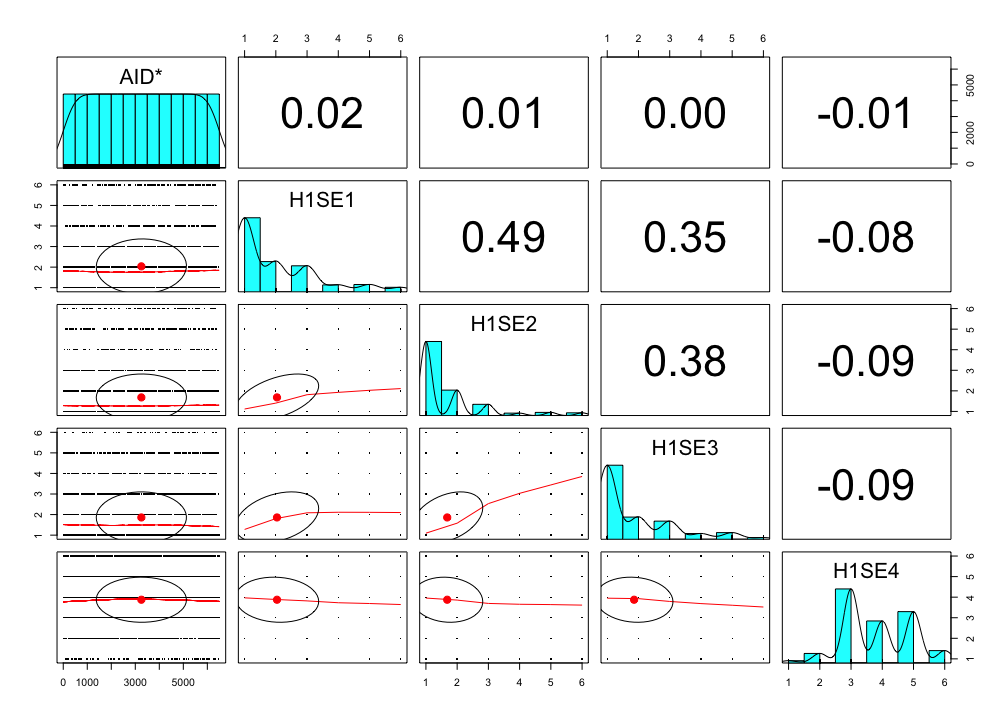 1 2 3 4 5 6 1 2 3 4 5 6
AID* 0.02 0.01 0.00 -0.01
0 2000 5000
H1SE1 0.49 0.35 -0.08
1 2 3 4 5 6
H1SE2 0.38 -0.09
1 2 3 4 5 6
H1SE3 -0.09
1 2 3 4 5 6
H1SE4
1 2 3 4 5 6
0 1000 3000 5000 1 2 3 4 5 6 1 2 3 4 5 6 1 2 3 4 5 6